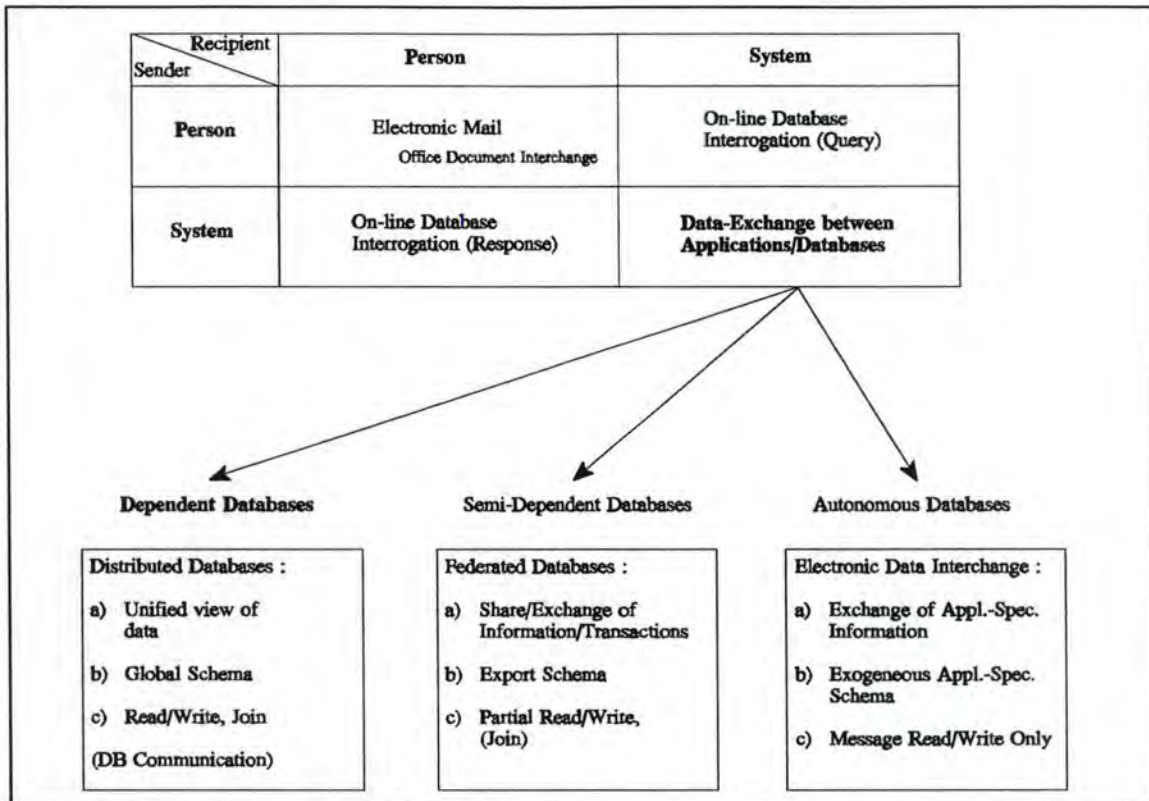 Recipient
Sender
Person
System
Person
Electronic Mail
Office Document Interchange
On-line Database
Interrogation (Query)
System
On-line Database
Interrogation (Response)
Data-Exchange between
Applications/Databases
Dependent Databases
Semi-Dependent Databases
Autonomous Databases
Distributed Databases :
a) Unified view of
data
b) Global Schema
c) Read/Write, Join
(DB Communication)
Federated Databases :
a) Share/Exchange of
Information/Transactions
b) Export Schema
c) Partial Read/Write,
(Join)
Electronic Data Interchange :
a) Exchange of Appl.-Spec.
Information
b) Exogeneous Appl.-Spec.
Schema
c) Message Read/Write Only